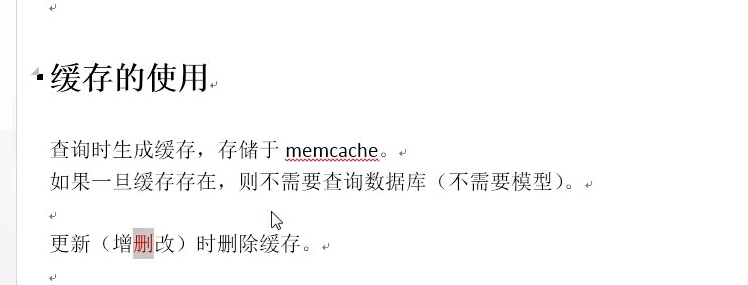 缓存的使用
查询时生成缓存，存储于 memcache。
如果一旦缓存存在，则不需要查询数据库（不需要模型）。
更新（增删改）时删除缓存。